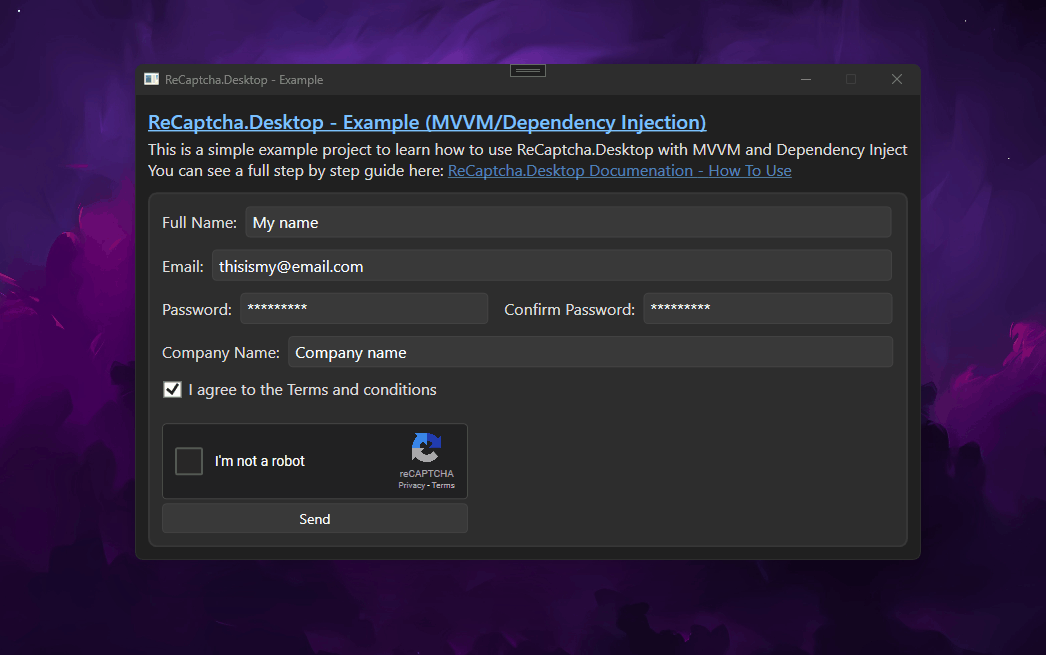 ReCaptcha.Desktop - Example
ReCaptcha.Desktop - Example (MVVM/Dependency Injection)
This is a simple example project to learn how to use ReCaptcha.Desktop with MVVM and Dependency Inject
You can see a full step by step guide here: ReCaptcha.Desktop Documenation - How To Use
Full Name: My name
Email: thisismy@email.com
Password: ********* Confirm Password: *********
Company Name: Company name
I agree to the Terms and conditions
I'm not a robot
reCAPTCHA
Privacy - Terms
Send